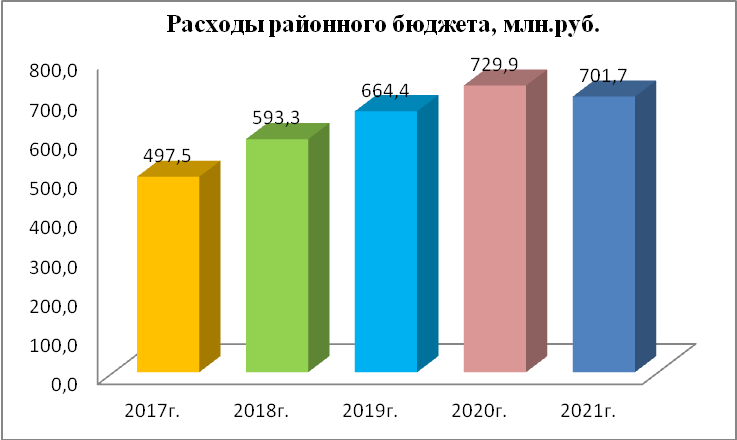 Расходы районного бюджета, млн.руб.
800,0
700,0
600,0
500,0
400,0
300,0
200,0
100,0
0,0
497,5
593,3
664,4
729,9
701,7
2017г.
2018г.
2019г.
2020г.
2021г.